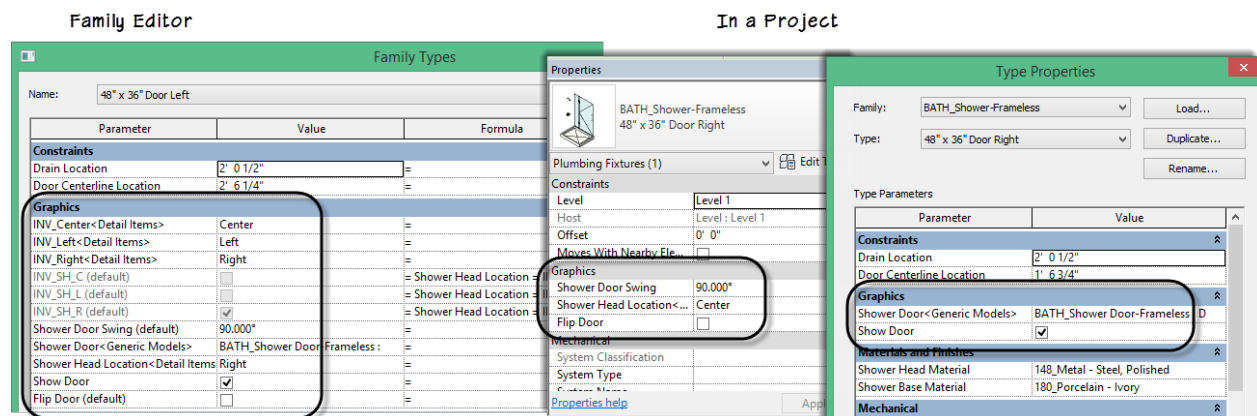 Family Editor
In a Project
Family Types
Name: 48" x 36" Door Left
Parameter Value Formula
Constraints
Drain Location 2' 0 1/2" =
Door Centerline Location 2' 6 1/4" =
Graphics
INV_Center<Detail Items> Center =
INV_Left<Detail Items> Left =
INV_Right<Detail Items> Right =
INV_SH_C (default) = Shower Head Location =
INV_SH_L (default) = Shower Head Location =
INV_SH_R (default) = Shower Head Location =
Shower Door Swing (default) 90.000° =
Shower Door<Generic Models> BATH_Shower Door-Frameless : =
Shower Head Location<Detail Items Right =
Show Door =
Flip Door (default) =
Properties
BATH_Shower-Frameless
48" x 36" Door Right
Plumbing Fixtures (1) Edit T
Constraints
Level Level 1
Host Level : Level 1
Offset 0' 0"
Moves With Nearby Ele...
Graphics
Shower Door Swing 90.000°
Shower Head Location<... Center
Flip Door
Mechanical
System Classification
System Type
System Name
Properties help Appl
Type Properties
Family: BATH_Shower-Frameless Load...
Type: 48" x 36" Door Right Duplicate...
Rename...
Type Parameters
Parameter Value
Constraints
Drain Location 2' 0 1/2"
Door Centerline Location 1' 6 3/4"
Graphics
Shower Door<Generic Models> BATH_Shower Door-Frameless D
Show Door
Materials and Finishes
Shower Head Material 148_Metal - Steel, Polished
Shower Base Material 180_Porcelain - Ivory
Mechanical